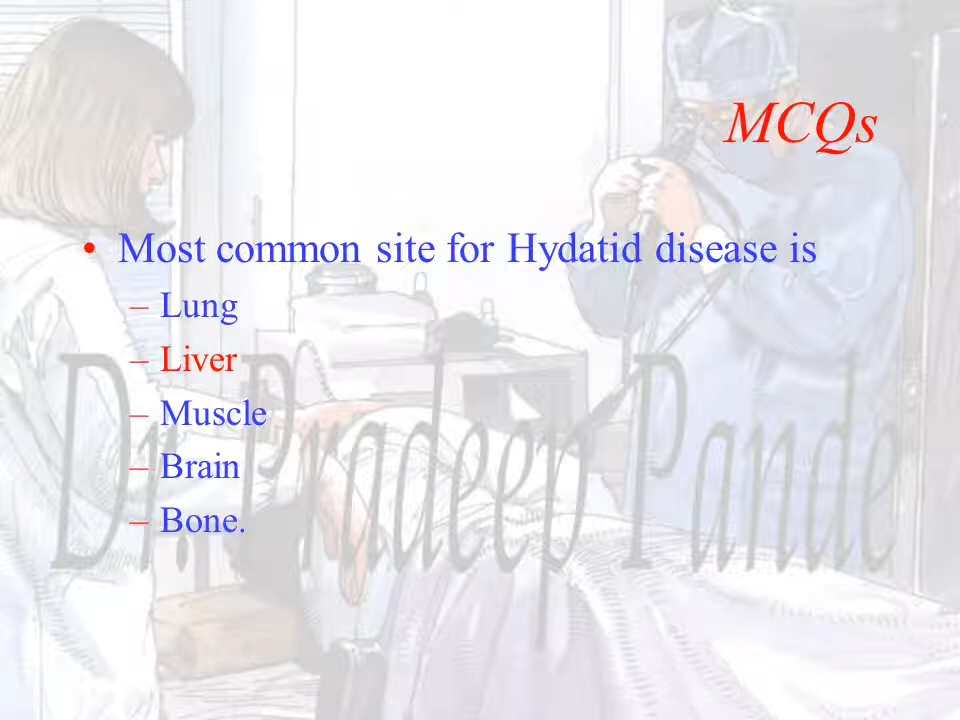 MCQs
• Most common site for Hydatid disease is
– Lung
– Liver
– Muscle
– Brain
– Bone.
Dr. Pradeep Pande